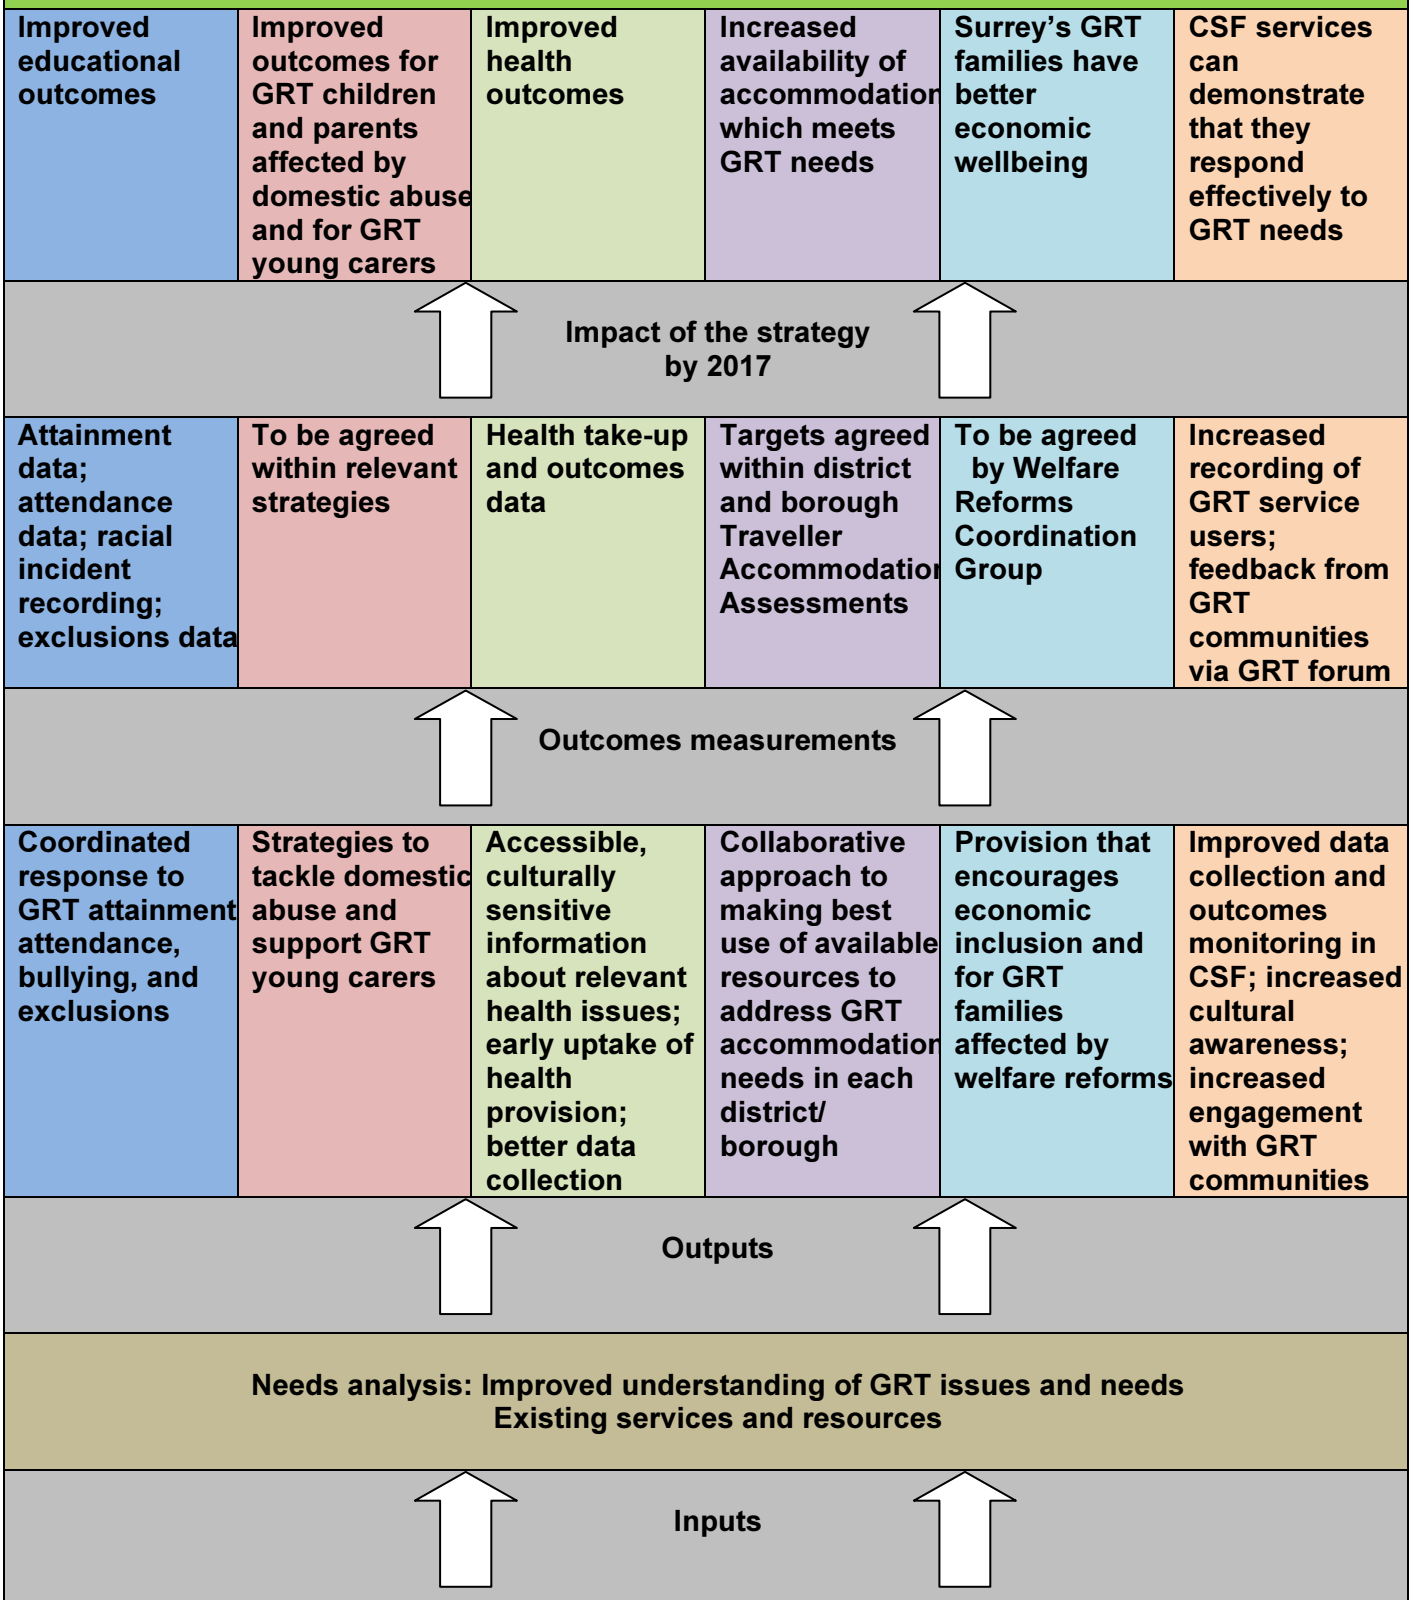 Improved
educational
outcomes
Improved
outcomes for
GRT children
and parents
affected by
domestic abuse
and for GRT
young carers
Improved
health
outcomes
Increased
availability of
accommodation
which meets
GRT needs
Surrey’s GRT
families have
better
economic
wellbeing
CSF services
can
demonstrate
that they
respond
effectively to
GRT needs
Impact of the strategy
by 2017
Attainment
data;
attendance
data; racial
incident
recording;
exclusions data
To be agreed
within relevant
strategies
Health take-up
and outcomes
data
Targets agreed
within district
and borough
Traveller
Accommodation
Assessments
To be agreed
by Welfare
Reforms
Coordination
Group
Increased
recording of
GRT service
users;
feedback from
GRT
communities
via GRT forum
Outcomes measurements
Coordinated
response to
GRT attainment
attendance,
bullying, and
exclusions
Strategies to
tackle domestic
abuse and
support GRT
young carers
Accessible,
culturally
sensitive
information
about relevant
health issues;
early uptake of
health
provision;
better data
collection
Collaborative
approach to
making best
use of available
resources to
address GRT
accommodation
needs in each
district/
borough
Provision that
encourages
economic
inclusion and
for GRT
families
affected by
welfare reforms
Improved data
collection and
outcomes
monitoring in
CSF; increased
cultural
awareness;
increased
engagement
with GRT
communities
Outputs
Needs analysis: Improved understanding of GRT issues and needs
Existing services and resources
Inputs